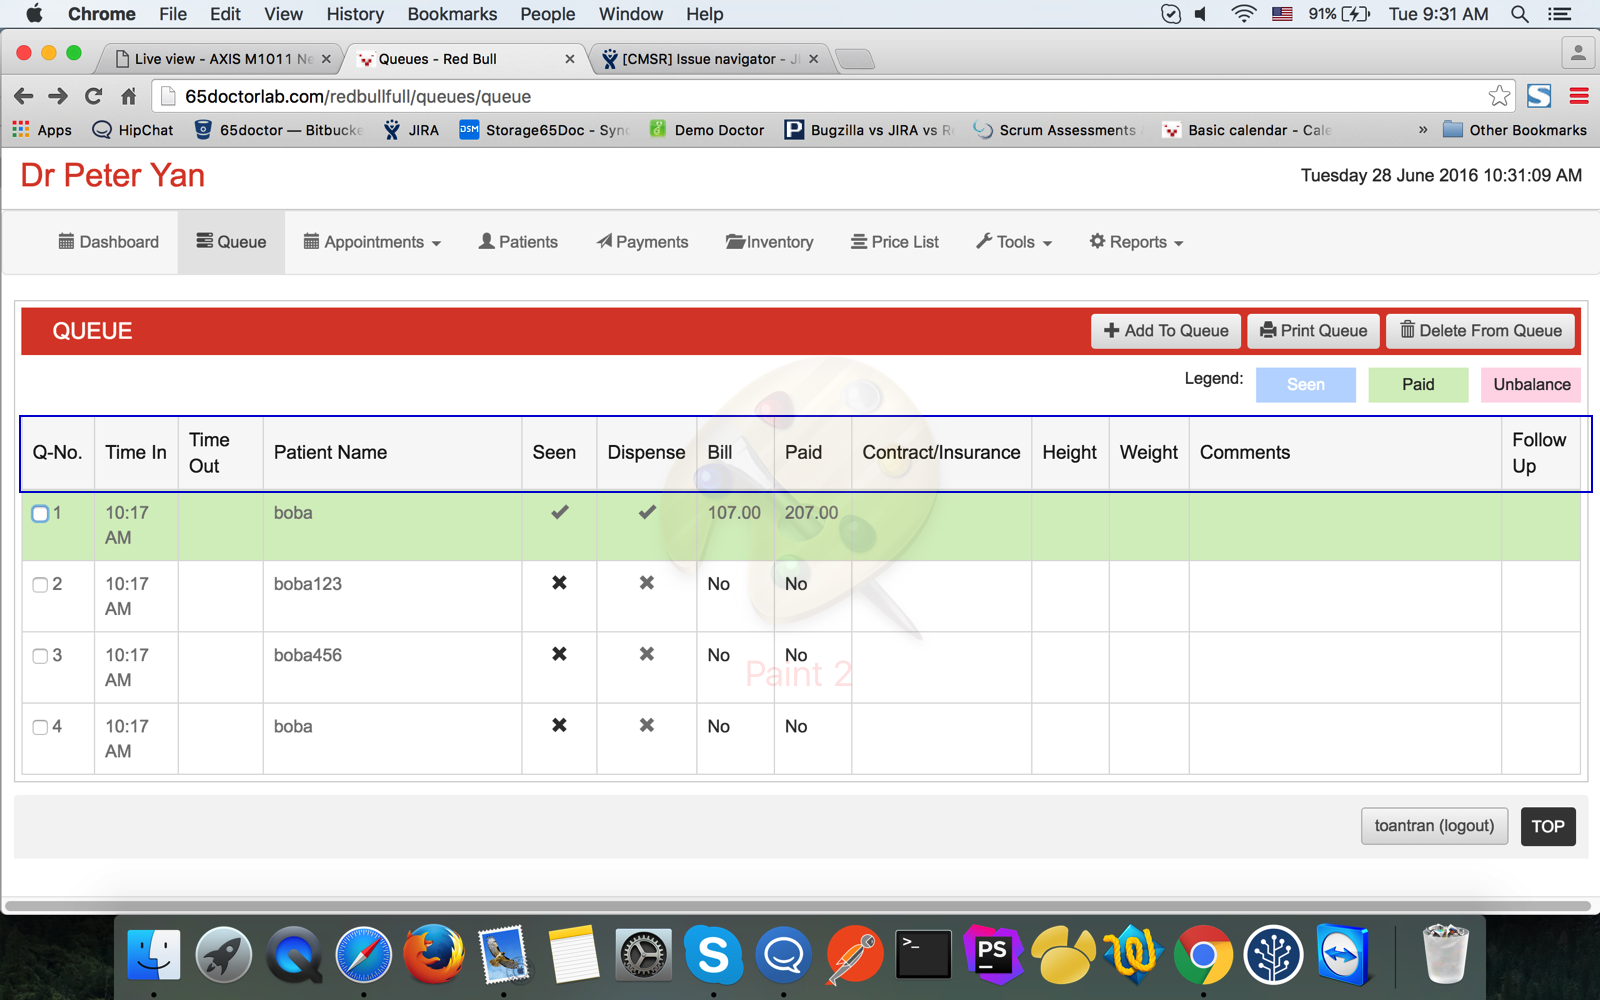 Chrome File Edit View History Bookmarks People Window Help 91% Tue 9:31 AM
Live view - AXIS M1011 Ne Queues - Red Bull [CMSR] Issue navigator - JI
65doctorlab.com/redbullfull/queues/queue
Apps HipChat 65doctor — Bitbucke JIRA DSM Storage65Doc - Sync Demo Doctor Bugzilla vs JIRA vs Re Scrum Assessments Basic calendar - Cale » Other Bookmarks
Dr Peter Yan Tuesday 28 June 2016 10:31:09 AM
Dashboard Queue Appointments Patients Payments Inventory Price List Tools Reports
QUEUE Add To Queue Print Queue Delete From Queue
Legend: Seen Paid Unbalance
Q-No. Time In Time Out Patient Name Seen Dispense Bill Paid Contract/Insurance Height Weight Comments Follow Up
1 10:17 AM boba 107.00 207.00
2 10:17 AM boba123 No No
3 10:17 AM boba456 No No
Paint 2
4 10:17 AM boba No No
toantran (logout) TOP
PS